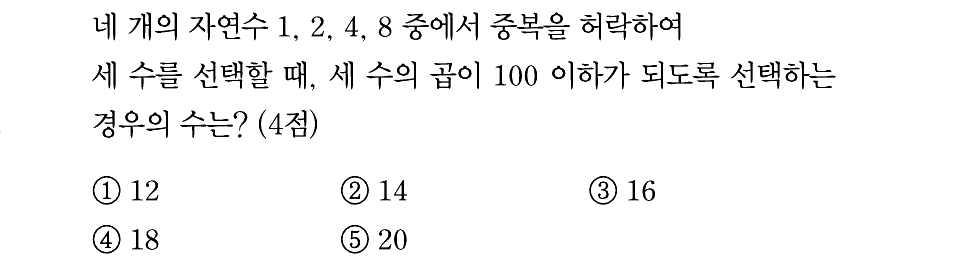 네 개의 자연수 1, 2, 4, 8 중에서 중복을 허락하여
세 수를 선택할 때, 세 수의 곱이 100 이하가 되도록 선택하는
경우의 수는? (4점)
① 12 ② 14 ③ 16
④ 18 ⑤ 20